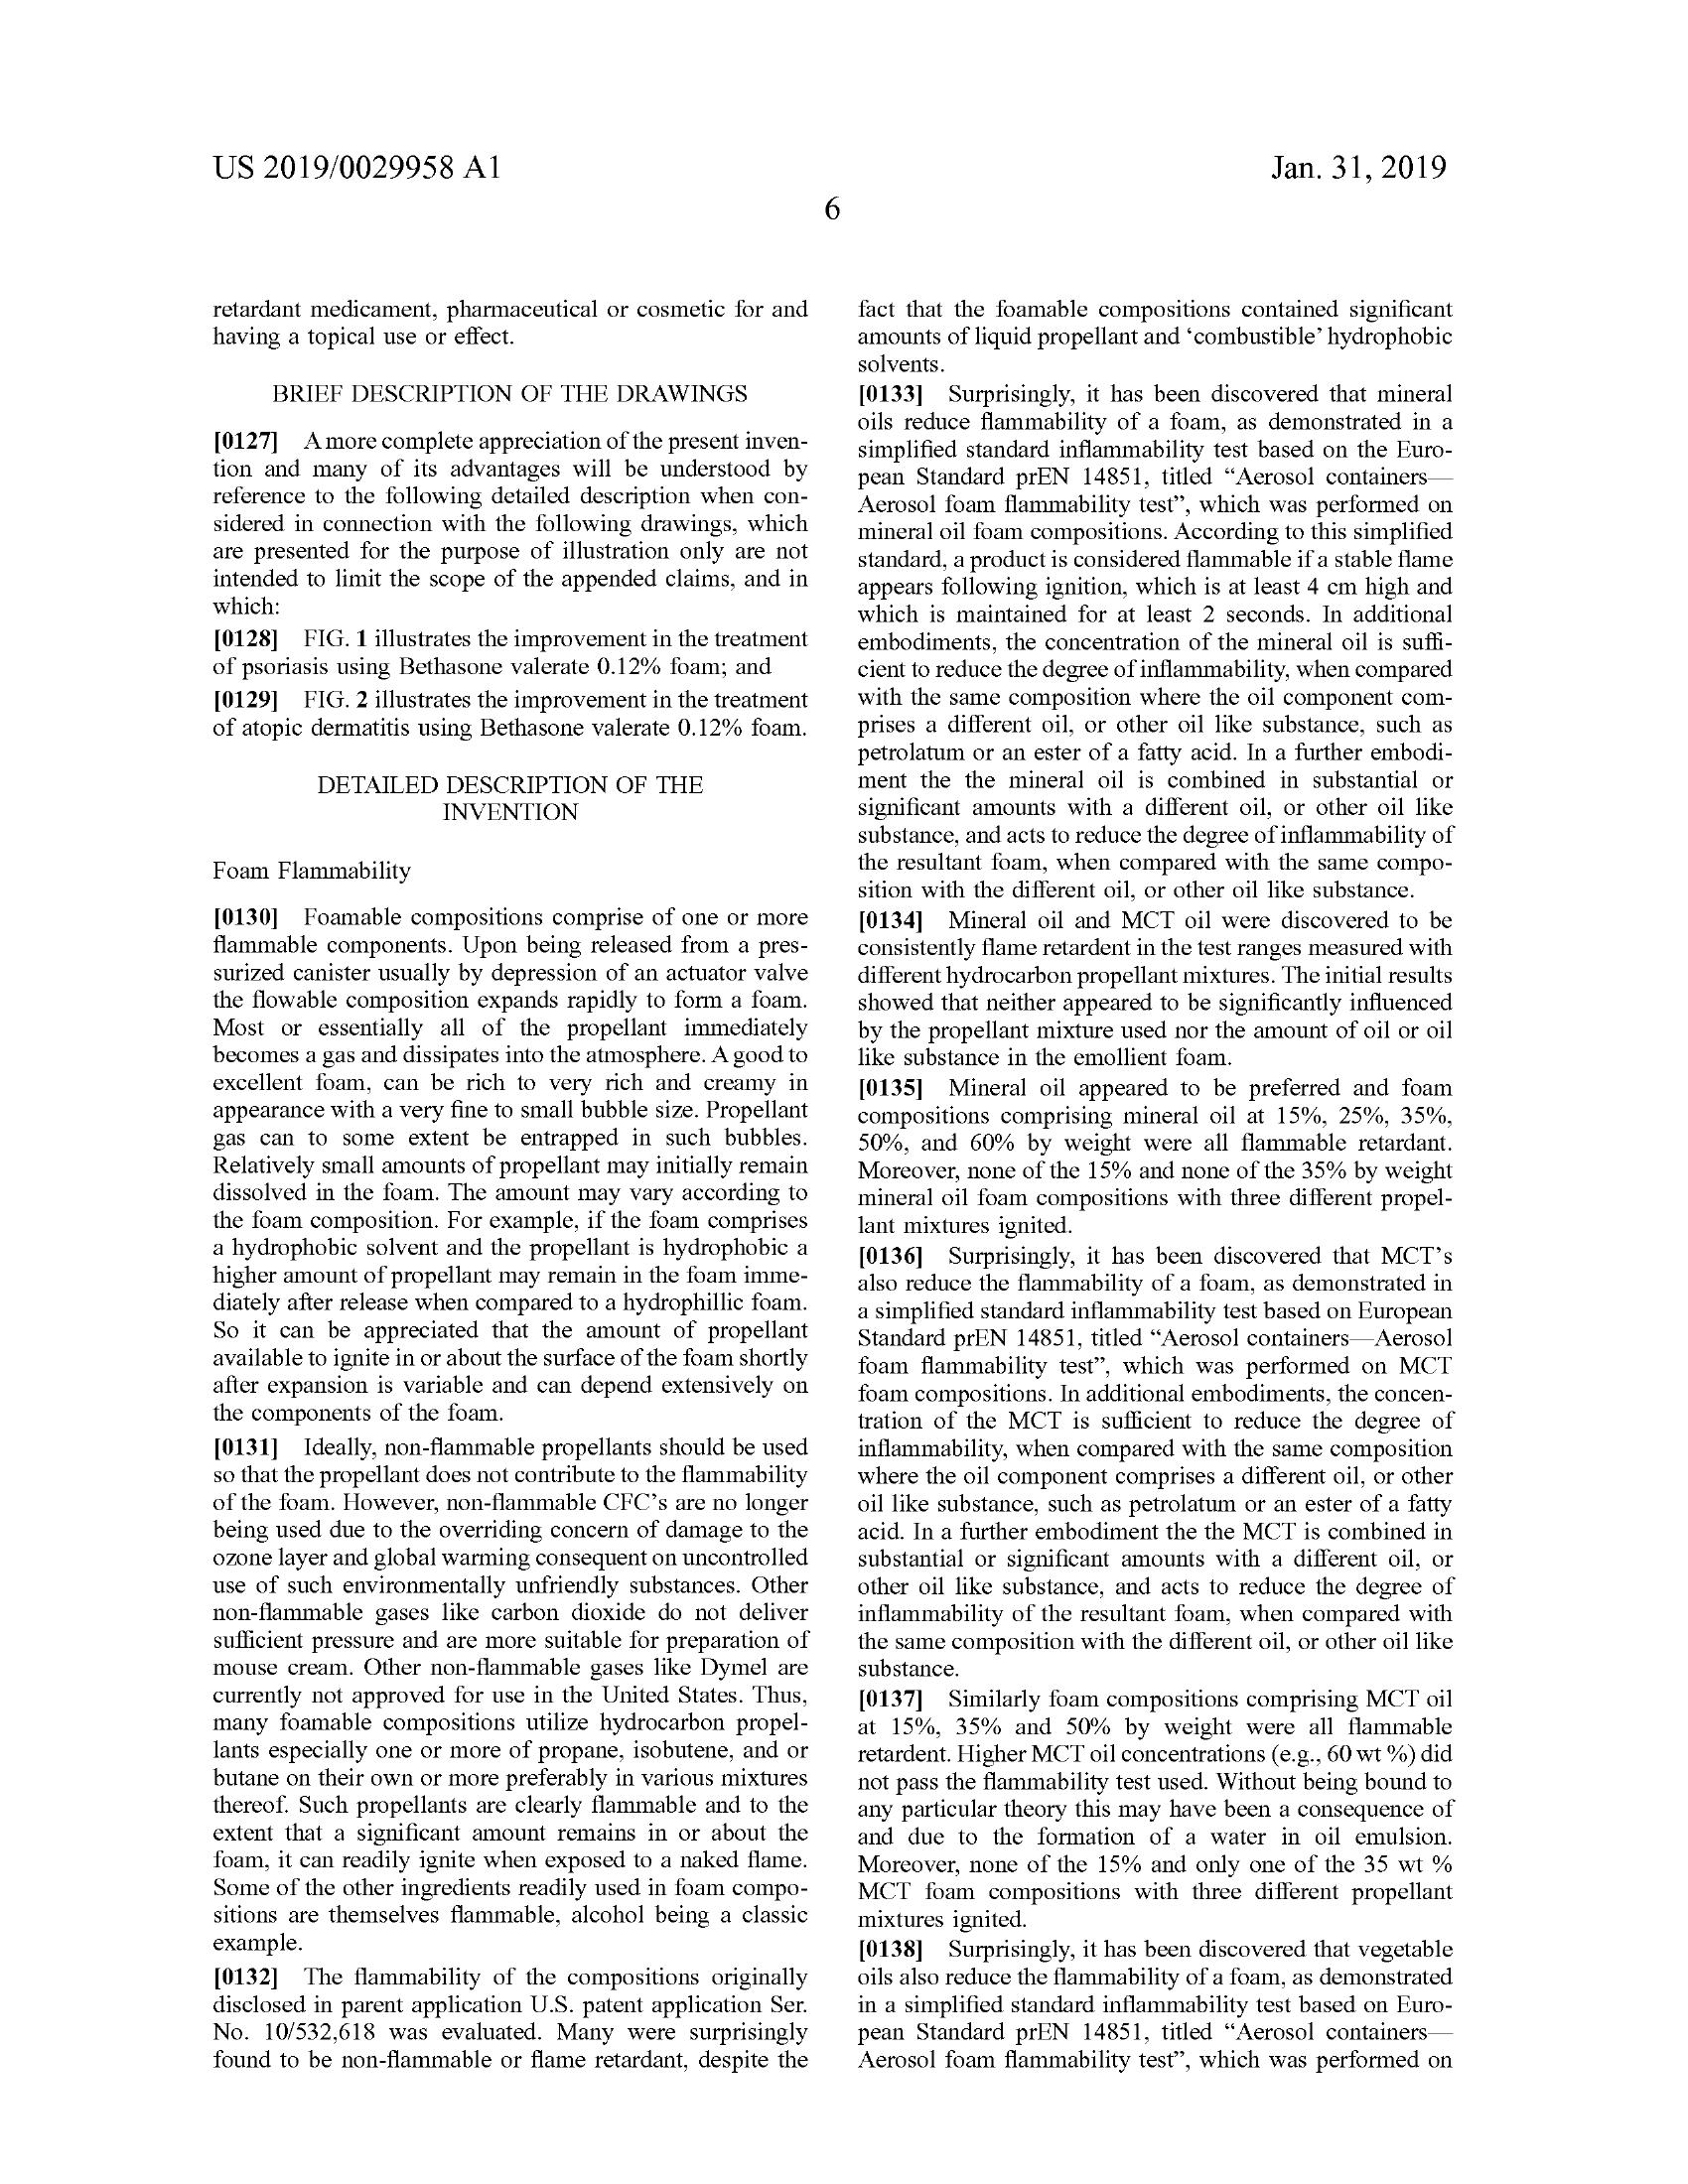 US 2019/0029958 A1
Jan. 31, 2019
6
retardant medicament, pharmaceutical or cosmetic for and
having a topical use or effect.
BRIEF DESCRIPTION OF THE DRAWINGS
[0127] A more complete appreciation of the present inven-
tion and many of its advantages will be understood by
reference to the following detailed description when con-
sidered in connection with the following drawings, which
are presented for the purpose of illustration only are not
intended to limit the scope of the appended claims, and in
which:
[0128] FIG. 1 illustrates the improvement in the treatment
of psoriasis using Bethasone valerate 0.12% foam; and
[0129] FIG. 2 illustrates the improvement in the treatment
of atopic dermatitis using Bethasone valerate 0.12% foam.
DETAILED DESCRIPTION OF THE
INVENTION
Foam Flammability
[0130] Foamable compositions comprise of one or more
flammable components. Upon being released from a pres-
surized canister usually by depression of an actuator valve
the flowable composition expands rapidly to form a foam.
Most or essentially all of the propellant immediately
becomes a gas and dissipates into the atmosphere. A good to
excellent foam, can be rich to very rich and creamy in
appearance with a very fine to small bubble size. Propellant
gas can to some extent be entrapped in such bubbles.
Relatively small amounts of propellant may initially remain
dissolved in the foam. The amount may vary according to
the foam composition. For example, if the foam comprises
a hydrophobic solvent and the propellant is hydrophobic a
higher amount of propellant may remain in the foam imme-
diately after release when compared to a hydrophillic foam.
So it can be appreciated that the amount of propellant
available to ignite in or about the surface of the foam shortly
after expansion is variable and can depend extensively on
the components of the foam.
[0131] Ideally, non-flammable propellants should be used
so that the propellant does not contribute to the flammability
of the foam. However, non-flammable CFC's are no longer
being used due to the overriding concern of damage to the
ozone layer and global warming consequent on uncontrolled
use of such environmentally unfriendly substances. Other
non-flammable gases like carbon dioxide do not deliver
sufficient pressure and are more suitable for preparation of
mouse cream. Other non-flammable gases like Dymel are
currently not approved for use in the United States. Thus,
many foamable compositions utilize hydrocarbon propel-
lants especially one or more of propane, isobutene, and or
butane on their own or more preferably in various mixtures
thereof. Such propellants are clearly flammable and to the
extent that a significant amount remains in or about the
foam, it can readily ignite when exposed to a naked flame.
Some of the other ingredients readily used in foam compo-
sitions are themselves flammable, alcohol being a classic
example.
[0132] The flammability of the compositions originally
disclosed in parent application U.S. patent application Ser.
No. 10/532,618 was evaluated. Many were surprisingly
found to be non-flammable or flame retardant, despite the
fact that the foamable compositions contained significant
amounts of liquid propellant and ‘combustible’ hydrophobic
solvents.
[0133] Surprisingly, it has been discovered that mineral
oils reduce flammability of a foam, as demonstrated in a
simplified standard inflammability test based on the Euro-
pean Standard prEN 14851, titled “Aerosol containers—
Aerosol foam flammability test”, which was performed on
mineral oil foam compositions. According to this simplified
standard, a product is considered flammable if a stable flame
appears following ignition, which is at least 4 cm high and
which is maintained for at least 2 seconds. In additional
embodiments, the concentration of the mineral oil is suffi-
cient to reduce the degree of inflammability, when compared
with the same composition where the oil component com-
prises a different oil, or other oil like substance, such as
petrolatum or an ester of a fatty acid. In a further embodi-
ment the the mineral oil is combined in substantial or
significant amounts with a different oil, or other oil like
substance, and acts to reduce the degree of inflammability of
the resultant foam, when compared with the same compo-
sition with the different oil, or other oil like substance.
[0134] Mineral oil and MCT oil were discovered to be
consistently flame retardent in the test ranges measured with
different hydrocarbon propellant mixtures. The initial results
showed that neither appeared to be significantly influenced
by the propellant mixture used nor the amount of oil or oil
like substance in the emollient foam.
[0135] Mineral oil appeared to be preferred and foam
compositions comprising mineral oil at 15%, 25%, 35%,
50%, and 60% by weight were all flammable retardant.
Moreover, none of the 15% and none of the 35% by weight
mineral oil foam compositions with three different propel-
lant mixtures ignited.
[0136] Surprisingly, it has been discovered that MCT's
also reduce the flammability of a foam, as demonstrated in
a simplified standard inflammability test based on European
Standard prEN 14851, titled “Aerosol containers—Aerosol
foam flammability test”, which was performed on MCT
foam compositions. In additional embodiments, the concen-
tration of the MCT is sufficient to reduce the degree of
inflammability, when compared with the same composition
where the oil component comprises a different oil, or other
oil like substance, such as petrolatum or an ester of a fatty
acid. In a further embodiment the the MCT is combined in
substantial or significant amounts with a different oil, or
other oil like substance, and acts to reduce the degree of
inflammability of the resultant foam, when compared with
the same composition with the different oil, or other oil like
substance.
[0137] Similarly foam compositions comprising MCT oil
at 15%, 35% and 50% by weight were all flammable
retardent. Higher MCT oil concentrations (e.g., 60 wt %) did
not pass the flammability test used. Without being bound to
any particular theory this may have been a consequence of
and due to the formation of a water in oil emulsion.
Moreover, none of the 15% and only one of the 35 wt %
MCT foam compositions with three different propellant
mixtures ignited.
[0138] Surprisingly, it has been discovered that vegetable
oils also reduce the flammability of a foam, as demonstrated
in a simplified standard inflammability test based on Euro-
pean Standard prEN 14851, titled “Aerosol containers—
Aerosol foam flammability test”, which was performed on